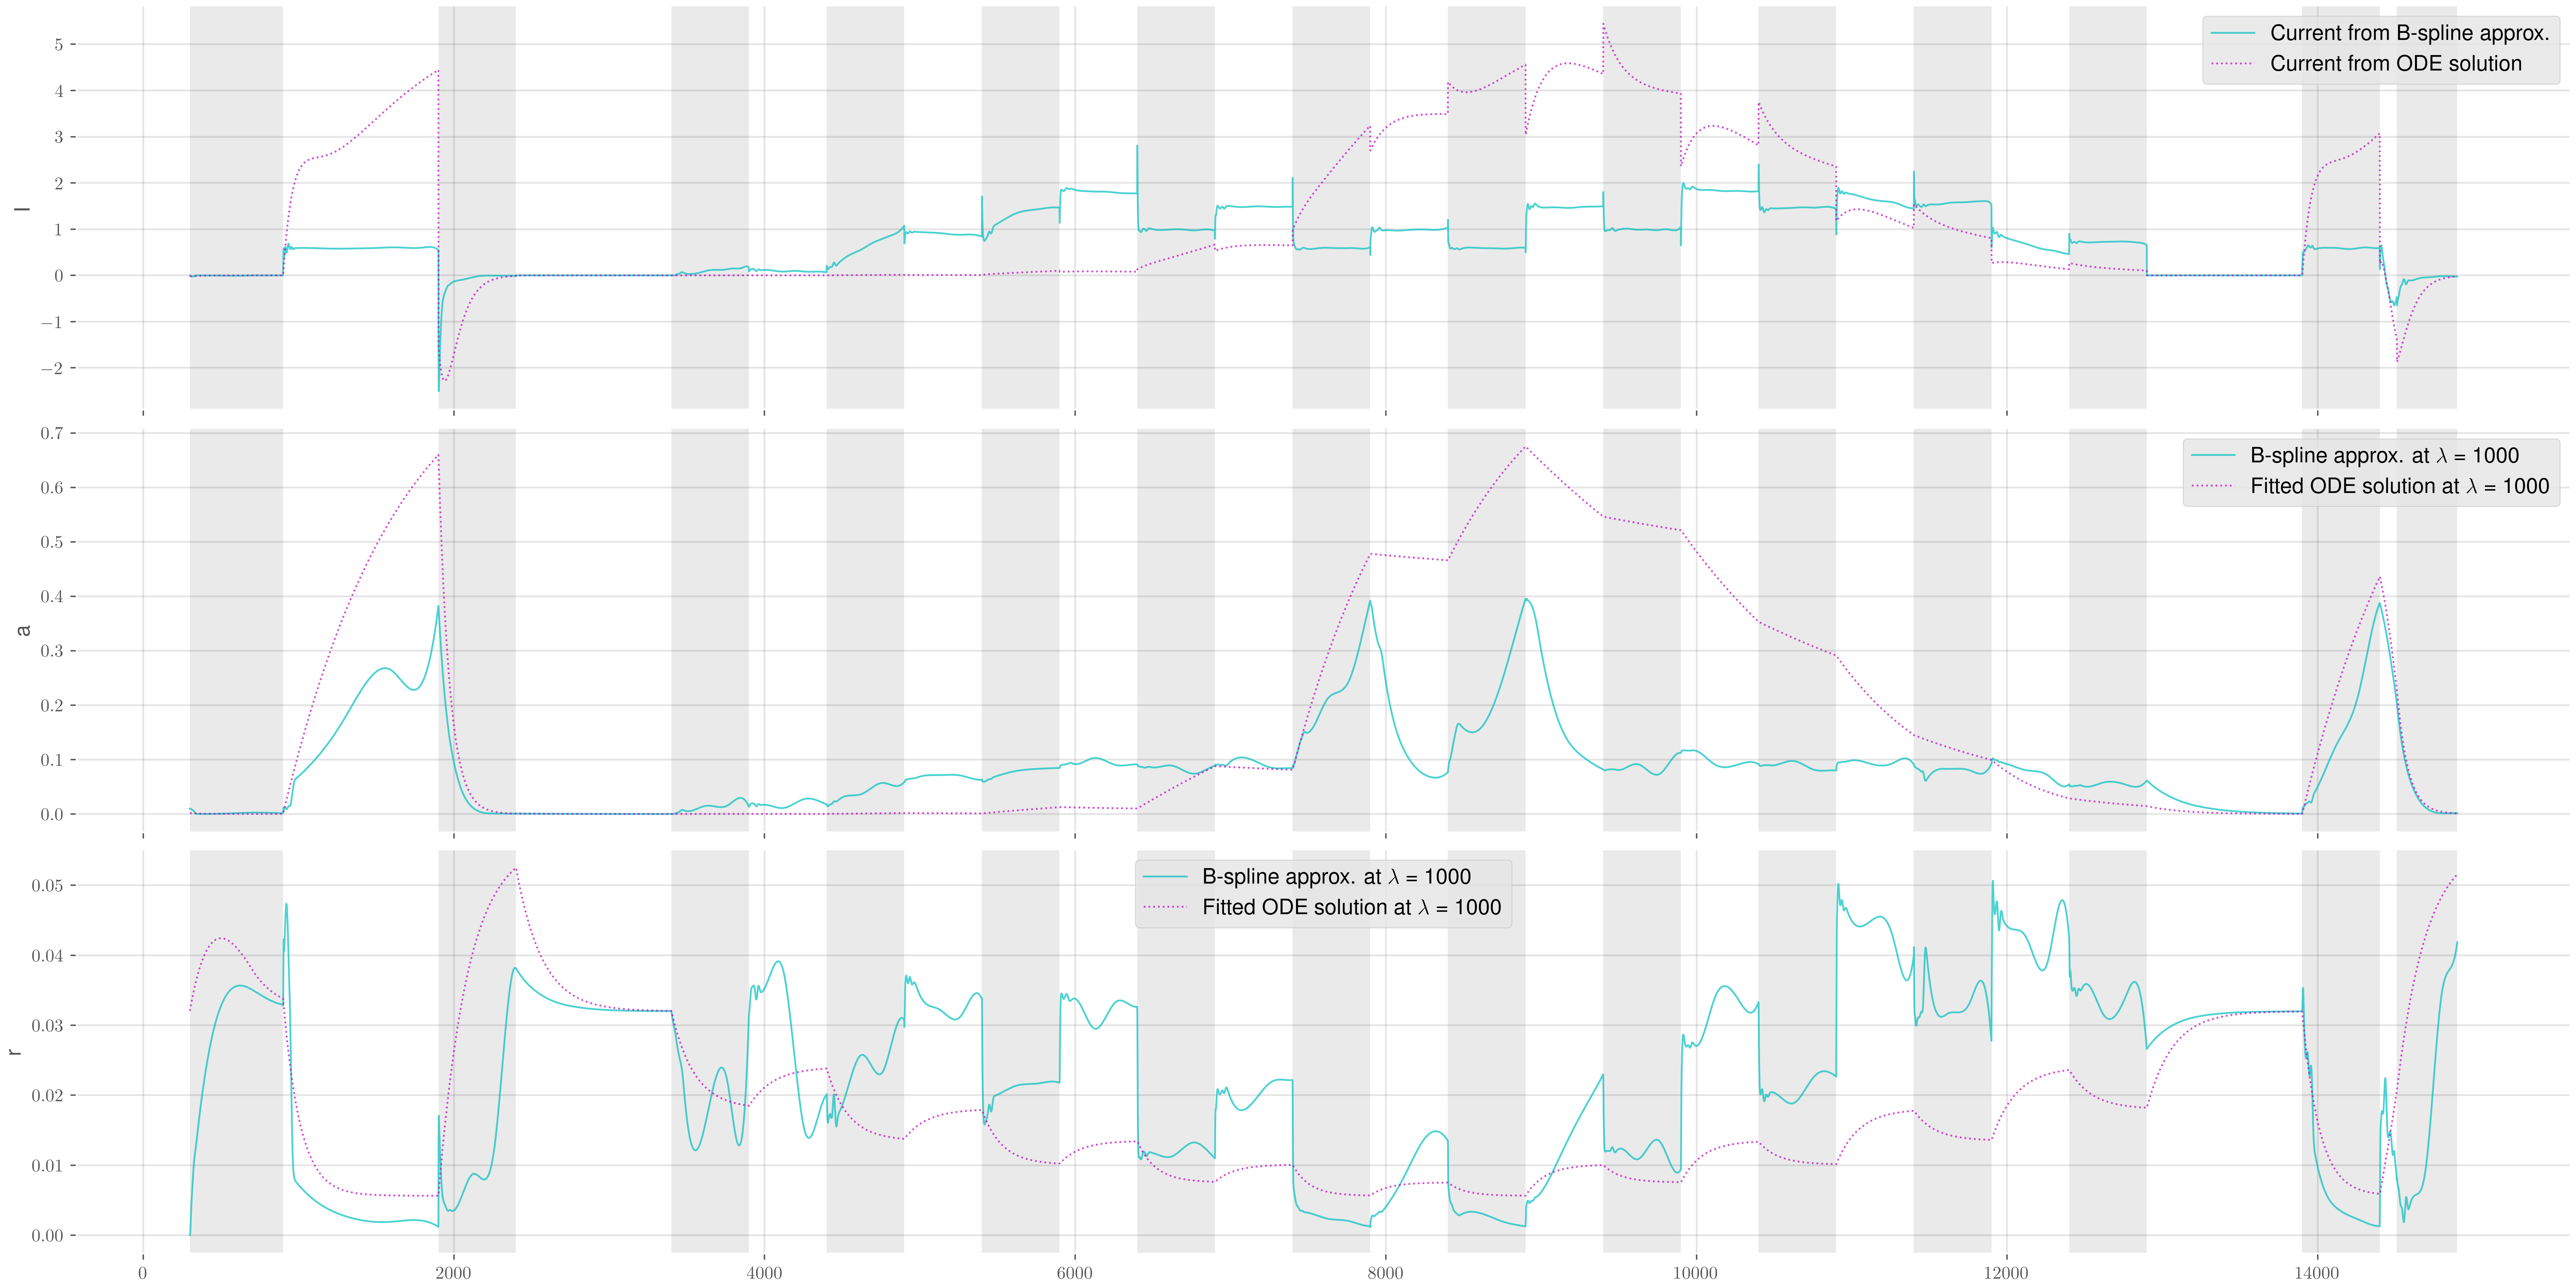 5
4
3
2
1
0
−1
−2
I
Current from B-spline approx.
Current from ODE solution
0.7
0.6
0.5
0.4
0.3
0.2
0.1
0.0
a
B-spline approx. at λ = 1000
Fitted ODE solution at λ = 1000
0.05
0.04
0.03
0.02
0.01
0.00
r
B-spline approx. at λ = 1000
Fitted ODE solution at λ = 1000
0 2000 4000 6000 8000 10000 12000 14000